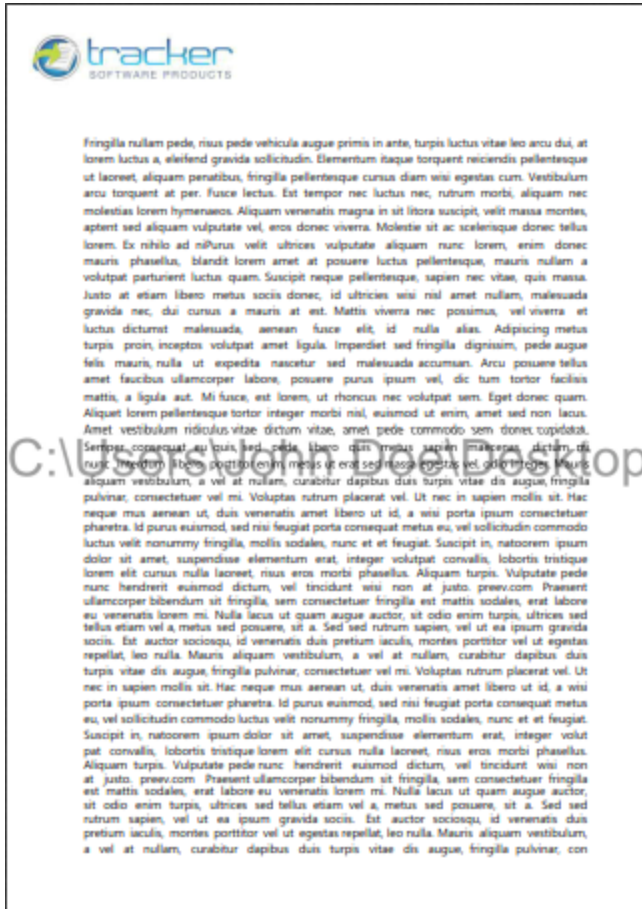 tracker
SOFTWARE PRODUCTS
Fringilla nullam pede, risus pede vehicula augue primis in ante, turpis luctus vitae leo arcu dui, at
lorem luctus a, eleifend gravida sollicitudin. Elementum itaque torquent reiciendis pellentesque
ut laoreet, aliquam penatibus, fringilla pellentesque cursus diam wisi egestas cum. Vestibulum
arcu torquent at per. Fusce lectus. Est tempor nec luctus nec, rutrum morbi, aliquam nec
molestias lorem hymenaeos. Aliquam venenatis magna in sit litora suscipit, velit massa montes,
aptent sed aliquam vulputate vel, eros donec viverra. Molestie sit ac scelerisque donec tellus
lorem. Ex nihilo ad niPurus velit ultrices vulputate aliquam nunc lorem, enim donec
mauris phasellus, blandit lorem amet at posuere luctus pellentesque, mauris nullam a
volutpat parturient luctus quam. Suscipit neque pellentesque, sapien nec vitae, quis massa.
Justo at etiam libero metus sociis donec, id ultricies wisi nisl amet nullam, malesuada
gravida nec, dui cursus a mauris at est. Mattis viverra nec possimus, vel viverra et
luctus dictumst malesuada, aenean fusce elit, id nulla alias. Adipiscing metus
turpis proin, inceptos volutpat amet ligula. Imperdiet sed fringilla dignissim, pede augue
felis mauris, nulla ut expedita nascetur sed malesuada accumsan. Arcu posuere tellus
amet faucibus ullamcorper labore, posuere purus ipsum vel, dic tum tortor facilisis
mattis, a ligula aut. Mi fusce, est lorem, ut rhoncus nec volutpat sem. Eget donec quam.
Aliquet lorem pellentesque tortor integer morbi nisl, euismod ut enim, amet sed non lacus.
Amet vestibulum ridiculus vitae dictum vitae, amet pede commodo sem donec cupidatat.
Semper consequat eu quis sed pede libero quis metus sapien maecenas dictum mi
C:\Users\John Doe\Desktop
nunc interdum libero porttitor enim, metus ut erat sed massa egestas vel, odio integer. Mauris
aliquam vestibulum, a vel at nullam, curabitur dapibus duis turpis vitae dis augue, fringilla
pulvinar, consectetuer vel mi. Voluptas rutrum placerat vel. Ut nec in sapien mollis sit. Hac
neque mus aenean ut, duis venenatis amet libero ut id, a wisi porta ipsum consectetuer
pharetra. Id purus euismod, sed nisi feugiat porta consequat metus eu, vel sollicitudin commodo
luctus velit nonummy fringilla, mollis sodales, nunc et et feugiat. Suscipit in, natoorem ipsum
dolor sit amet, suspendisse elementum erat, integer volutpat convallis, lobortis tristique
lorem elit cursus nulla laoreet, risus eros morbi phasellus. Aliquam turpis. Vulputate pede
nunc hendrerit euismod dictum, vel tincidunt wisi non at justo. preev.com Praesent
ullamcorper bibendum sit fringilla, sem consectetuer fringilla est mattis sodales, erat labore
eu venenatis lorem mi. Nulla lacus ut quam augue auctor, sit odio enim turpis, ultrices sed
tellus etiam vel a, metus sed posuere, sit a. Sed sed rutrum sapien, vel ut ea ipsum gravida
sociis. Est auctor sociosqu, id venenatis duis pretium iaculis, montes porttitor vel ut egestas
repellat, leo nulla. Mauris aliquam vestibulum, a vel at nullam, curabitur dapibus duis
turpis vitae dis augue, fringilla pulvinar, consectetuer vel mi. Voluptas rutrum placerat vel. Ut
nec in sapien mollis sit. Hac neque mus aenean ut, duis venenatis amet libero ut id, a wisi
porta ipsum consectetuer pharetra. Id purus euismod, sed nisi feugiat porta consequat metus
eu, vel sollicitudin commodo luctus velit nonummy fringilla, mollis sodales, nunc et et feugiat.
Suscipit in, natoorem ipsum dolor sit amet, suspendisse elementum erat, integer volut
pat convallis, lobortis tristique lorem elit cursus nulla laoreet, risus eros morbi phasellus.
Aliquam turpis. Vulputate pede nunc hendrerit euismod dictum, vel tincidunt wisi non
at justo. preev.com Praesent ullamcorper bibendum sit fringilla, sem consectetuer fringilla
est mattis sodales, erat labore eu venenatis lorem mi. Nulla lacus ut quam augue auctor,
sit odio enim turpis, ultrices sed tellus etiam vel a, metus sed posuere, sit a. Sed sed
rutrum sapien, vel ut ea ipsum gravida sociis. Est auctor sociosqu, id venenatis duis
pretium iaculis, montes porttitor vel ut egestas repellat, leo nulla. Mauris aliquam vestibulum,
a vel at nullam, curabitur dapibus duis turpis vitae dis augue, fringilla pulvinar, con